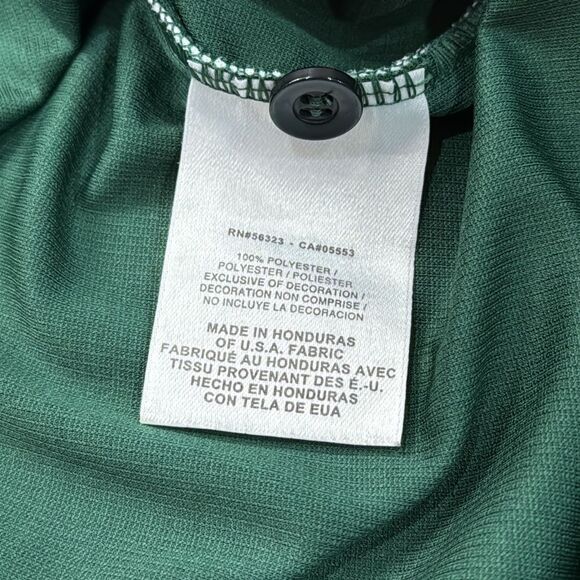 RN#56323 - CA#05553
100% POLYESTER /
POLYESTER / POLIESTER
EXCLUSIVE OF DECORATION /
DECORATION NON COMPRISE /
NO INCLUYE LA DECORACION
MADE IN HONDURAS
OF U.S.A. FABRIC
FABRIQUÉ AU HONDURAS AVEC
TISSU PROVENANT DES É.-U.
HECHO EN HONDURAS
CON TELA DE EUA